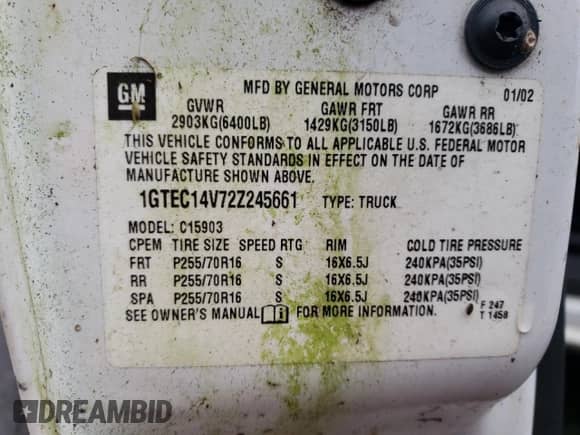 GM
MFD BY GENERAL MOTORS CORP 01/02
GVWR GAWR FRT GAWR RR
2903KG(6400LB) 1429KG(3150LB) 1672KG(3686LB)
THIS VEHICLE CONFORMS TO ALL APPLICABLE U.S. FEDERAL MOTOR
VEHICLE SAFETY STANDARDS IN EFFECT ON THE DATE OF
MANUFACTURE SHOWN ABOVE.
1GTEC14V72Z245661 TYPE: TRUCK
MODEL: C15903
CPEM TIRE SIZE SPEED RTG RIM COLD TIRE PRESSURE
FRT P255/70R16 S 16X6.5J 240KPA(35PSI)
RR P255/70R16 S 16X6.5J 240KPA(35PSI)
SPA P255/70R16 S 16X6.5J 240KPA(35PSI)
SEE OWNER'S MANUAL FOR MORE INFORMATION.
F 247
T 1458
DREAMBID